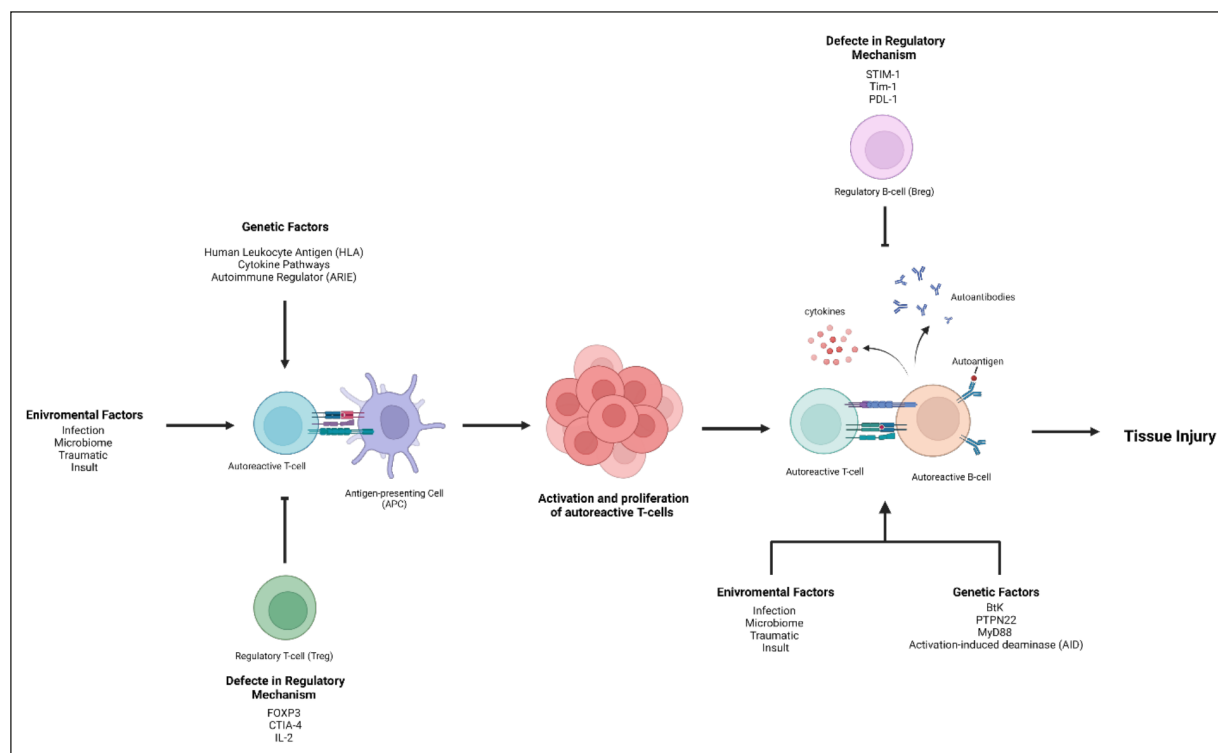 Defecte in Regulatory
Mechanism
STIM-1
Tim-1
PDL-1
Regulatory B-cell (Breg)
Genetic Factors
Human Leukocyte Antigen (HLA)
Cytokine Pathways
Autoimmune Regulator (ARIE)
Autoantibodies
cytokines
Autoantigen
Enivromental Factors
Infection
Microbiome
Traumatic
Insult
Autoreactive T-cell
Antigen-presenting Cell
(APC)
Activation and proliferation
of autoreactive T-cells
Autoreactive T-cell
Autoreactive B-cell
Tissue Injury
Regulatory T-cell (Treg)
Defecte in Regulatory
Mechanism
FOXP3
CTIA-4
IL-2
Enivromental Factors
Infection
Microbiome
Traumatic
Insult
Genetic Factors
BtK
PTPN22
MyD88
Activation-induced deaminase (AID)